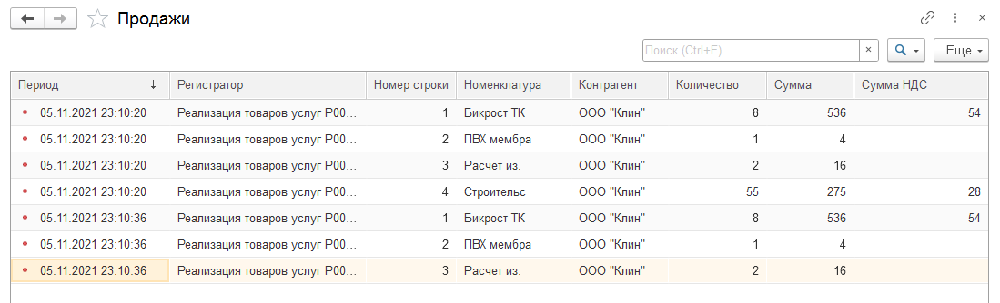 Продажи
Поиск (Ctrl+F) × Еще
Период ↓ Регистратор Номер строки Номенклатура Контрагент Количество Сумма Сумма НДС
05.11.2021 23:10:20 Реализация товаров услуг Р00... 1 Бикрост ТК ООО "Клин" 8 536 54
05.11.2021 23:10:20 Реализация товаров услуг Р00... 2 ПВХ мембра ООО "Клин" 1 4
05.11.2021 23:10:20 Реализация товаров услуг Р00... 3 Расчет из. ООО "Клин" 2 16
05.11.2021 23:10:20 Реализация товаров услуг Р00... 4 Строительс ООО "Клин" 55 275 28
05.11.2021 23:10:36 Реализация товаров услуг Р00... 1 Бикрост ТК ООО "Клин" 8 536 54
05.11.2021 23:10:36 Реализация товаров услуг Р00... 2 ПВХ мембра ООО "Клин" 1 4
05.11.2021 23:10:36 Реализация товаров услуг Р00... 3 Расчет из. ООО "Клин" 2 16